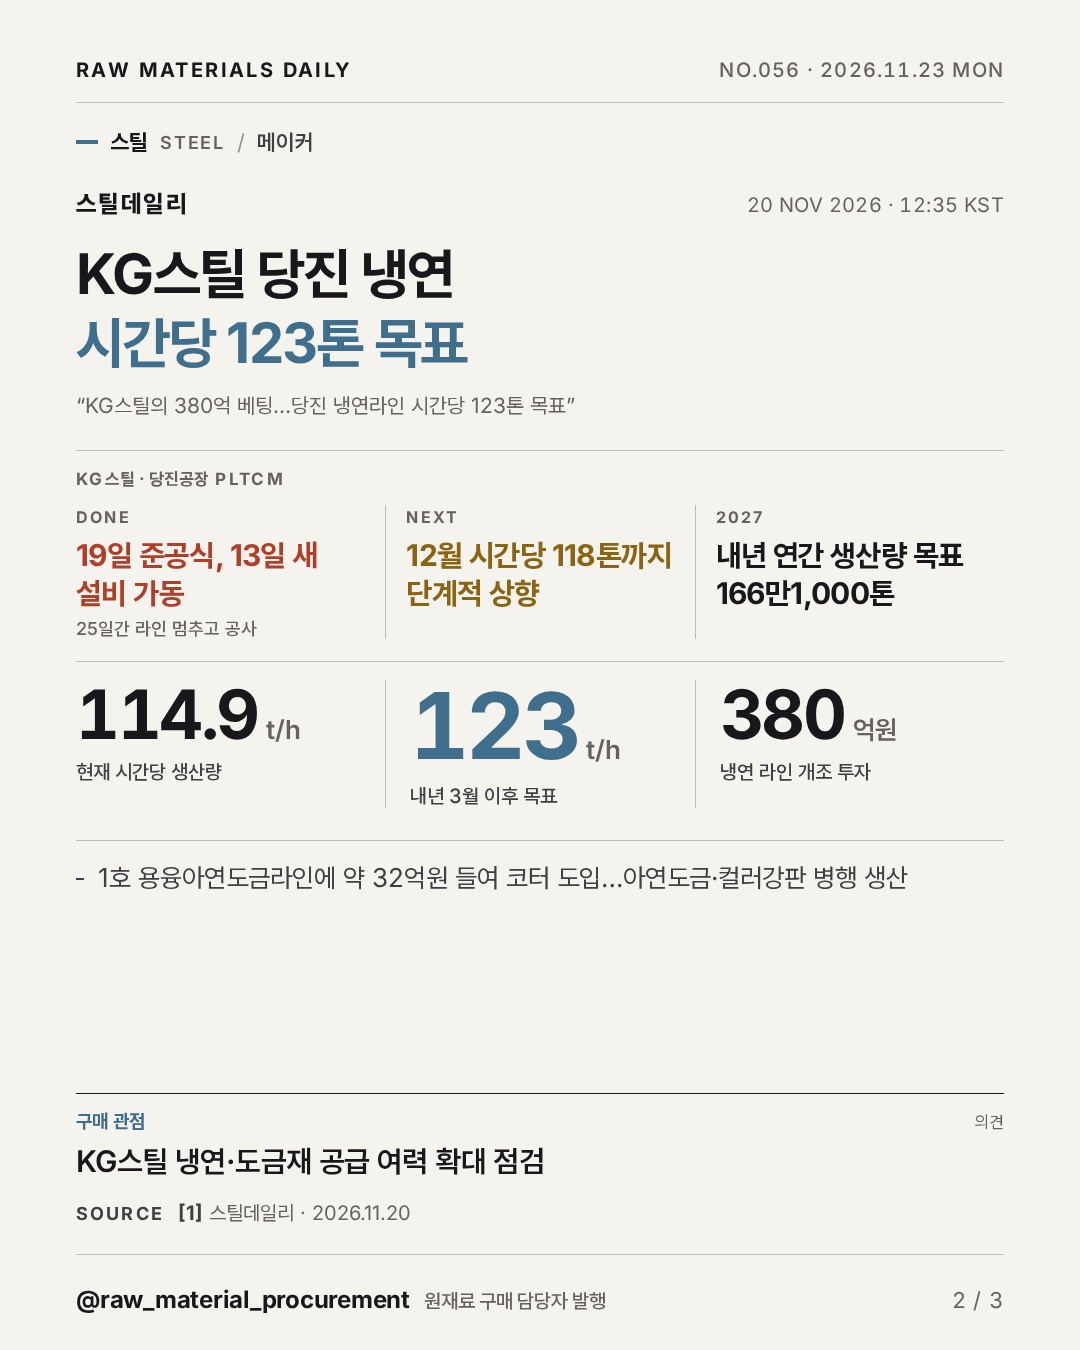 RAW MATERIALS DAILY
NO.056 · 2026.11.23 MON
스틸 STEEL / 메이커
스틸데일리
20 NOV 2026 · 12:35 KST
KG스틸 당진 냉연
시간당 123톤 목표
“KG스틸의 380억 베팅…당진 냉연라인 시간당 123톤 목표”
KG스틸 · 당진공장 PLTCM
DONE
19일 준공식, 13일 새
설비 가동
25일간 라인 멈추고 공사
NEXT
12월 시간당 118톤까지
단계적 상향
2027
내년 연간 생산량 목표
166만1,000톤
114.9 t/h
현재 시간당 생산량
123 t/h
내년 3월 이후 목표
380 억원
냉연 라인 개조 투자
- 1호 용융아연도금라인에 약 32억원 들여 코터 도입…아연도금·컬러강판 병행 생산
구매 관점
의견
KG스틸 냉연·도금재 공급 여력 확대 점검
SOURCE [1] 스틸데일리 · 2026.11.20
@raw_material_procurement 원재료 구매 담당자 발행
2 / 3